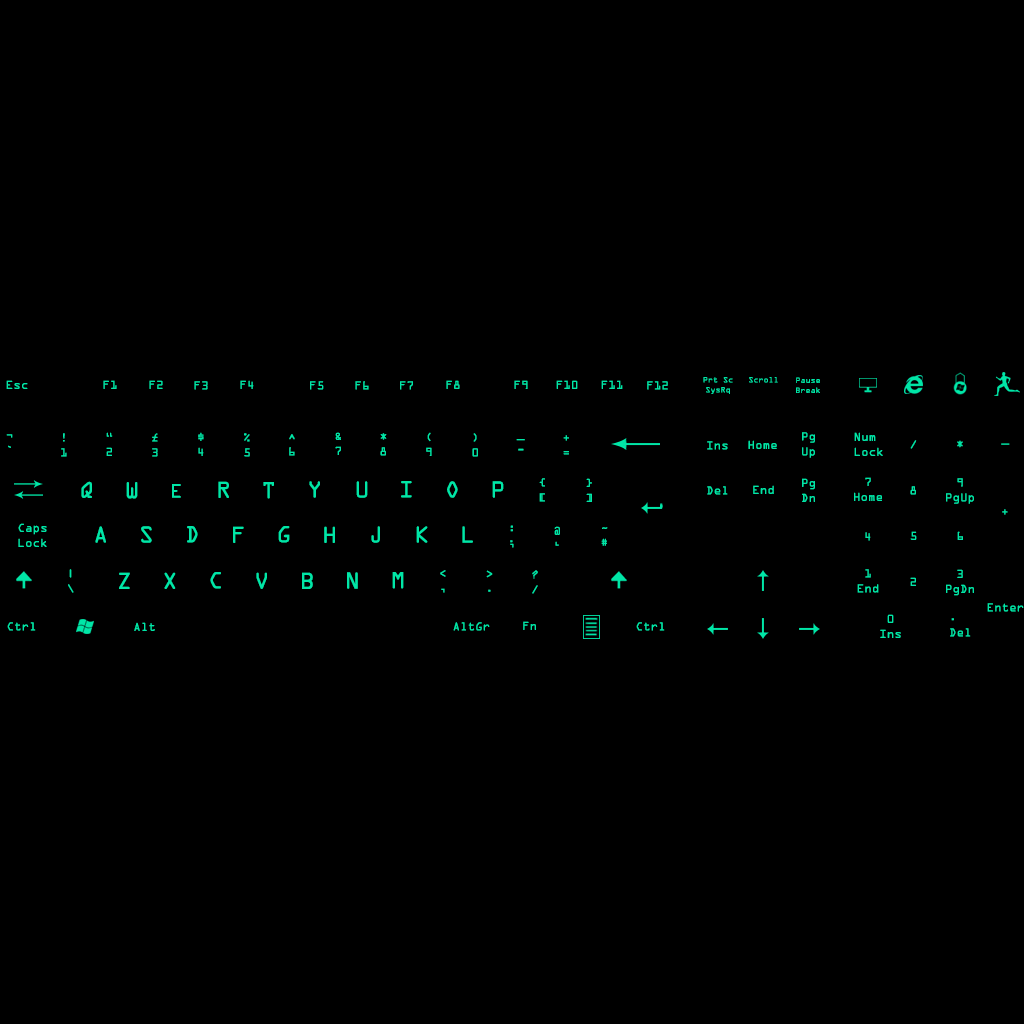 Esc F1 F2 F3 F4 F5 F6 F7 F8 F9 F10 F11 F12 Prt Sc Scroll Pause
SysRq Break
¬ ! " £ $ % ^ & * ( ) _ + Pg Num
Ins Home / * -
` 1 2 3 4 5 6 7 8 9 0 - = Up Lock
Q W E R T Y U I O P { } Del End Pg 7 8 9
[ ] Dn Home PgUp
+
Caps A S D F G H J K L : @ ~ 4 5 6
Lock ; ' #
| Z X C V B N M < > ? 1 2 3
\ , . / End PgDn
Enter
Ctrl Alt AltGr Fn Ctrl 0 .
Ins Del